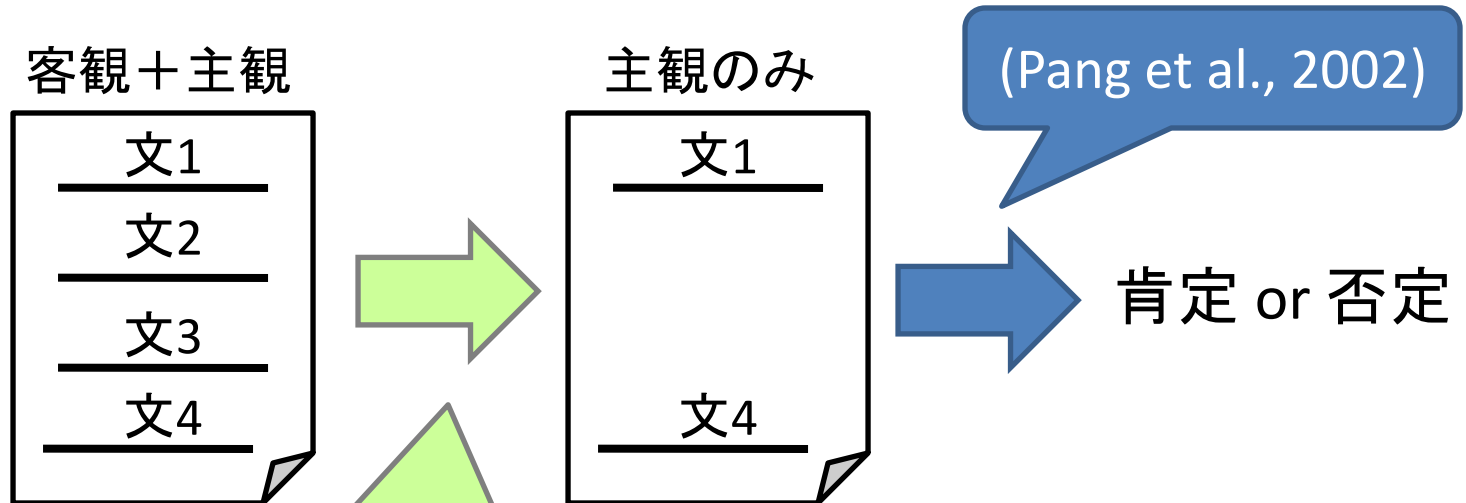 客観＋主観
文1
文2
文3
文4
主観のみ
文1
文4
(Pang et al., 2002)
肯定 or 否定